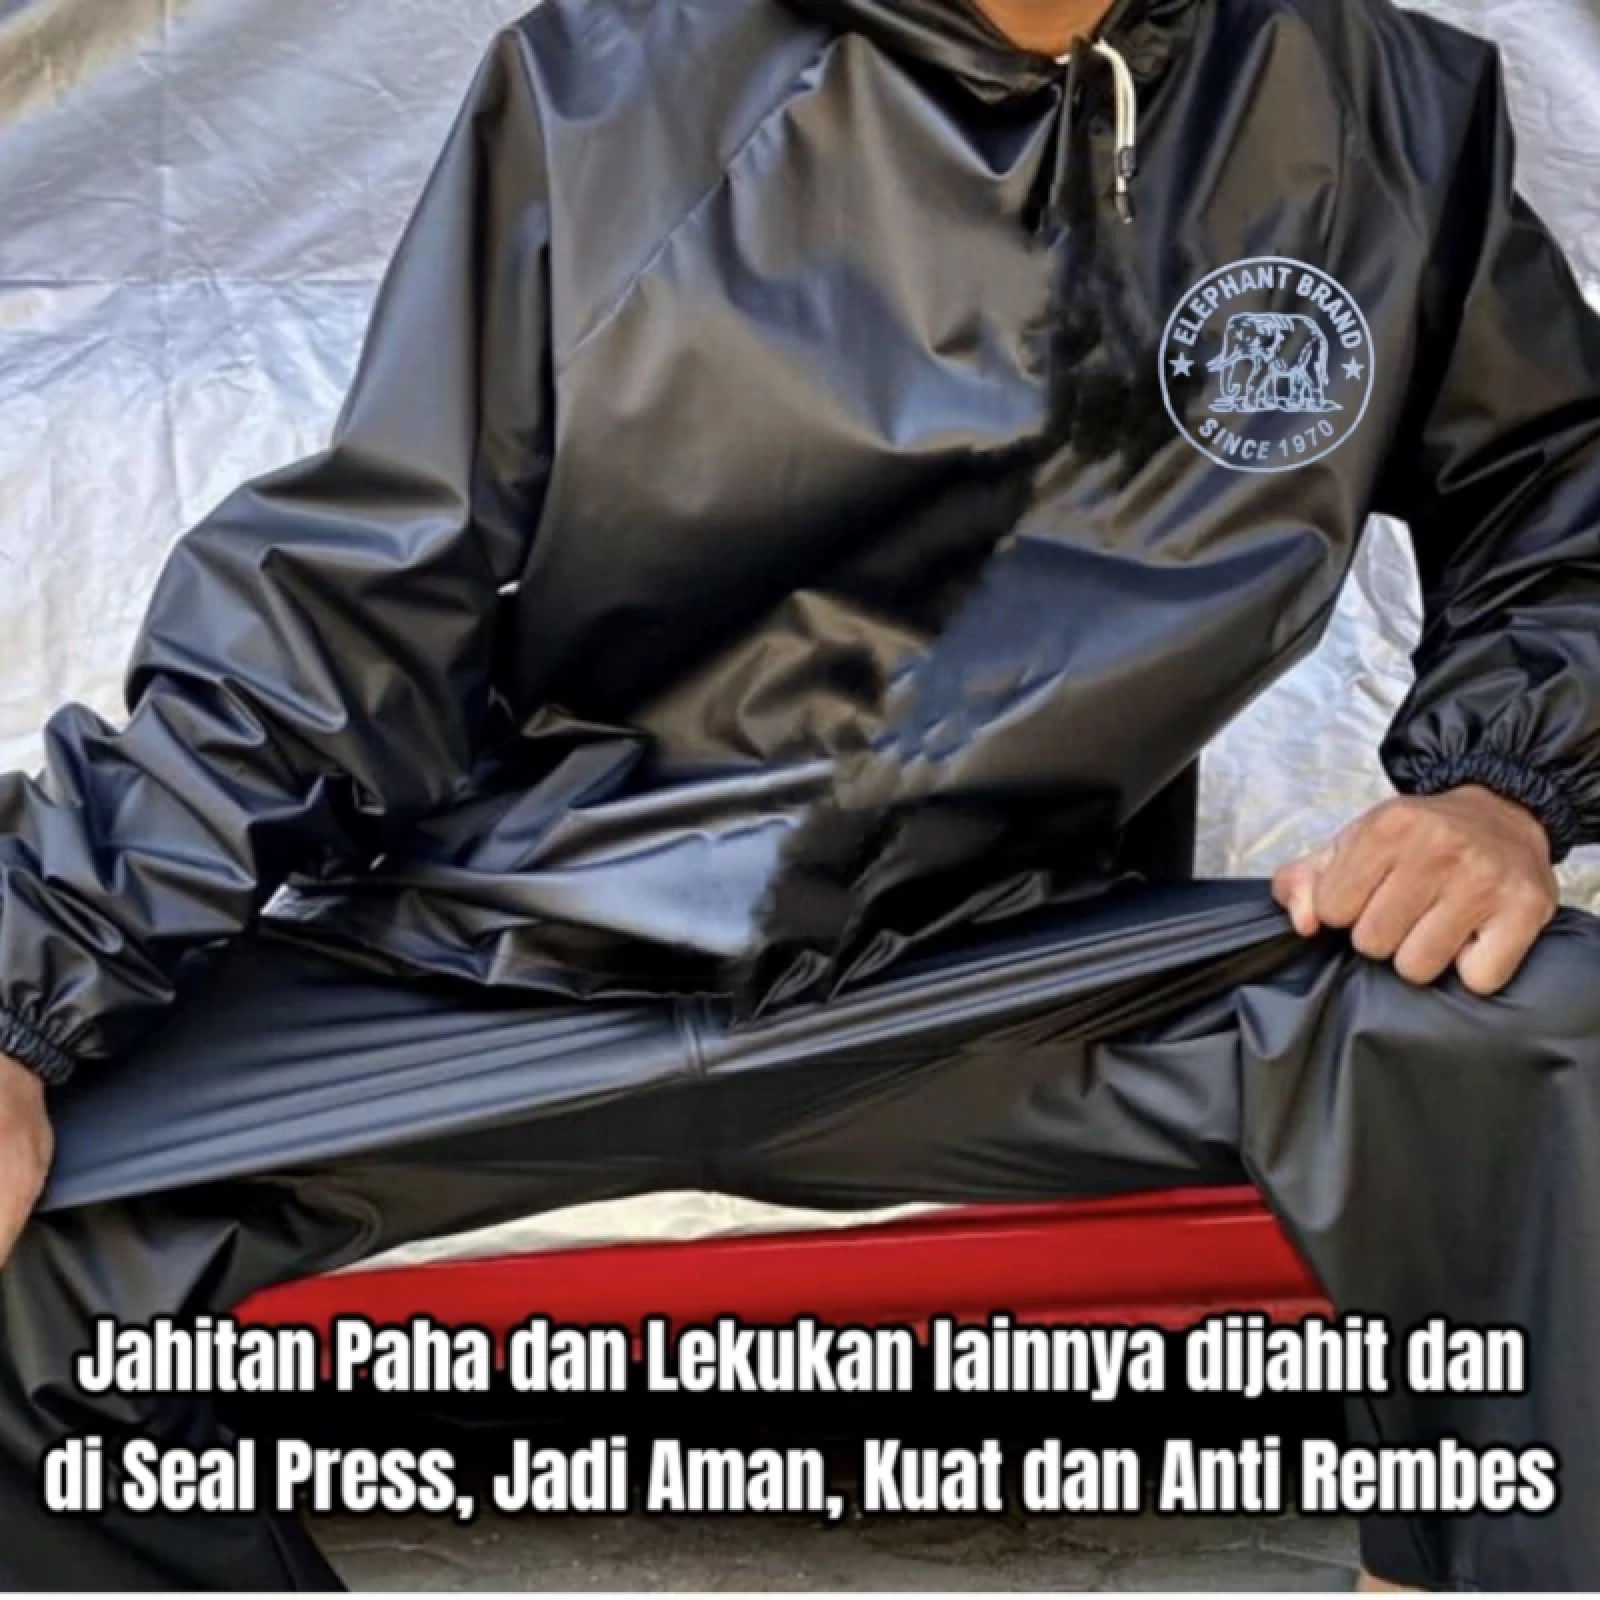 ELEPHANT BRAND
SINCE 1970
Jahitan Paha dan Lekukan lainnya dijahit dan
di Seal Press, Jadi Aman, Kuat dan Anti Rembes